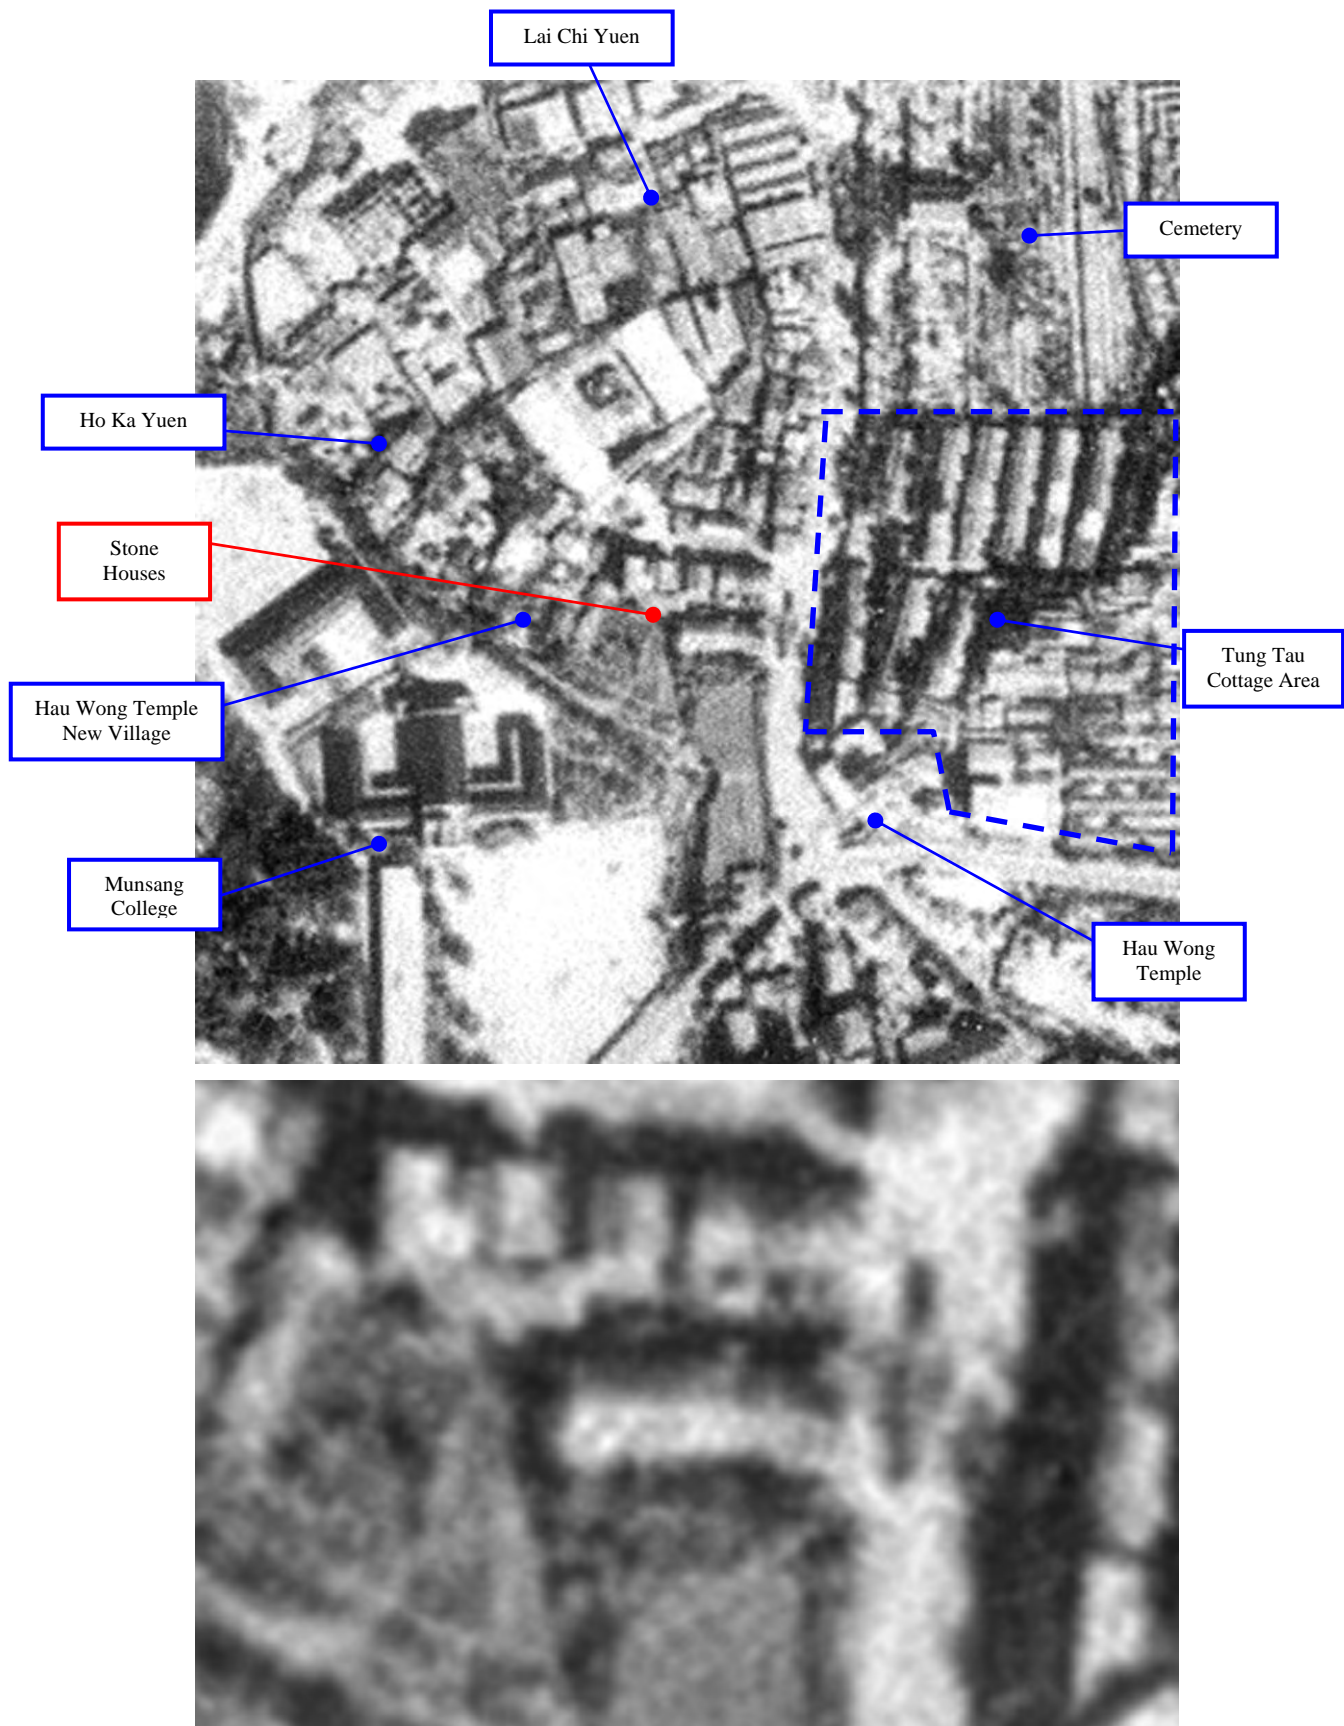 Lai Chi Yuen
Cemetery
Ho Ka Yuen
Stone
Houses
Tung Tau
Cottage Area
Hau Wong Temple
New Village
Munsang
College
Hau Wong
Temple